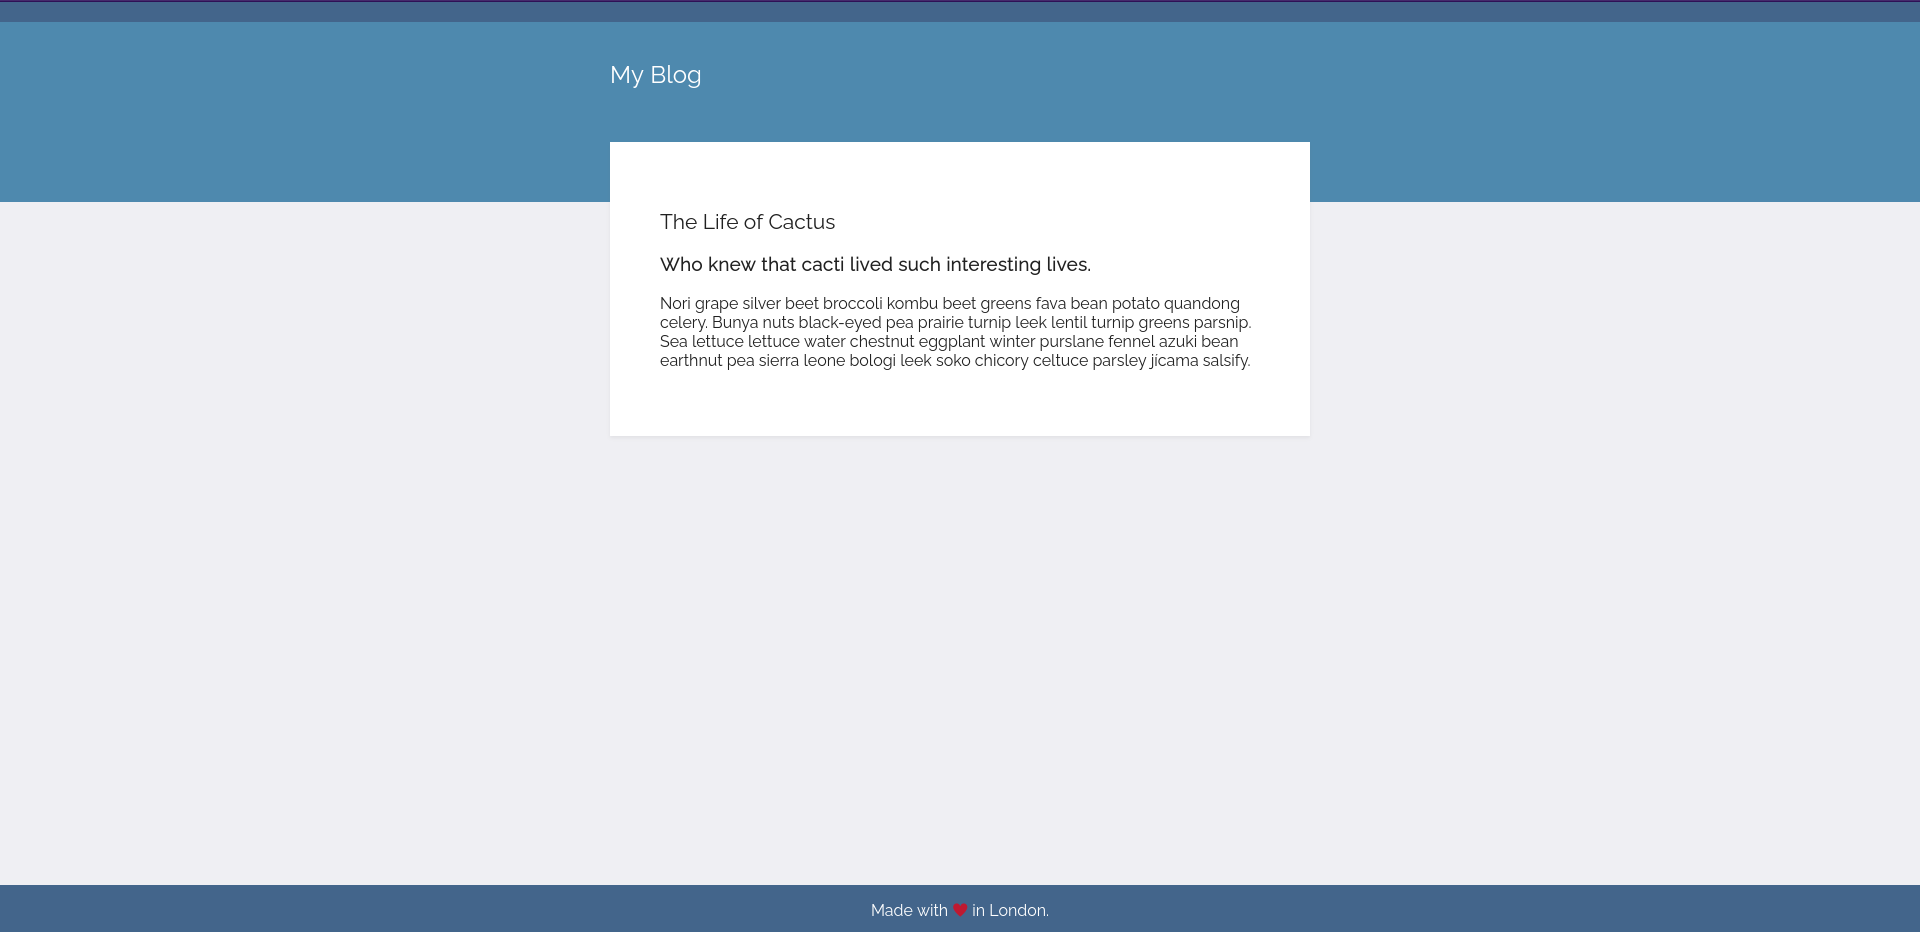 My Blog
The Life of Cactus
Who knew that cacti lived such interesting lives.
Nori grape silver beet broccoli kombu beet greens fava bean potato quandong
celery. Bunya nuts black-eyed pea prairie turnip leek lentil turnip greens parsnip.
Sea lettuce lettuce water chestnut eggplant winter purslane fennel azuki bean
earthnut pea sierra leone bologi leek soko chicory celtuce parsley jícama salsify.
Made with ♥ in London.